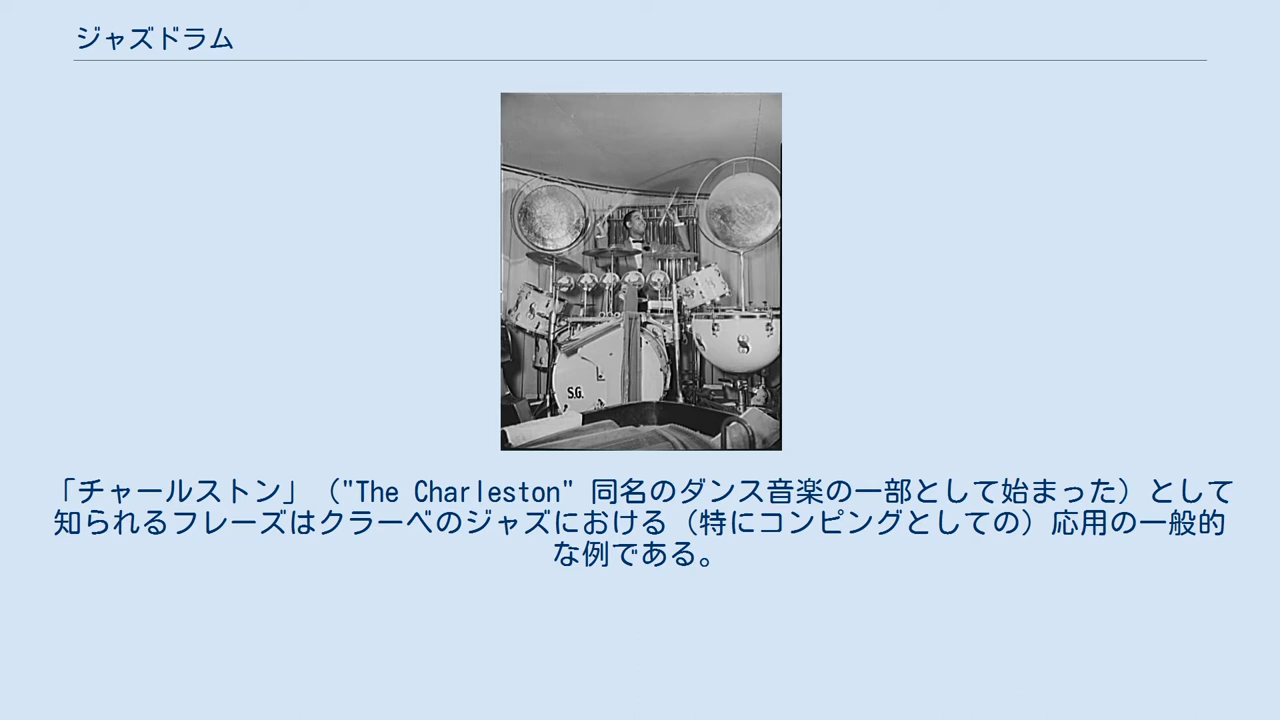 ジャズドラム
S.G.
「チャールストン」（"The Charleston" 同名のダンス音楽の一部として始まった）として
知られるフレーズはクラーベのジャズにおける（特にコンピングとしての）応用の一般的
な例である。